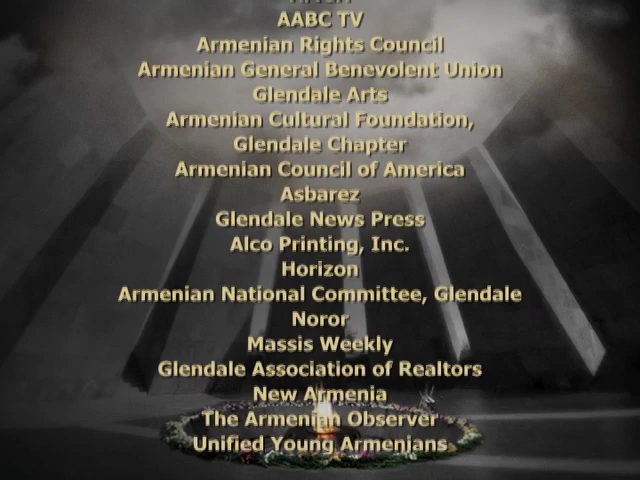 AABC TV
Armenian Rights Council
Armenian General Benevolent Union
Glendale Arts
Armenian Cultural Foundation,
Glendale Chapter
Armenian Council of America
Asbarez
Glendale News Press
Alco Printing, Inc.
Horizon
Armenian National Committee, Glendale
Noror
Massis Weekly
Glendale Association of Realtors
New Armenia
The Armenian Observer
Unified Young Armenians